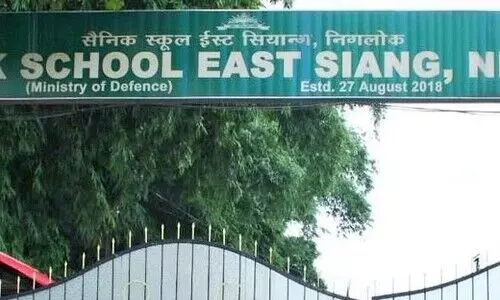 सैनिक स्कूल ईस्ट सियान्ग, निगलोक
K SCHOOL EAST SIANG, N
(Ministry of Defence) Estd. 27 August 2018